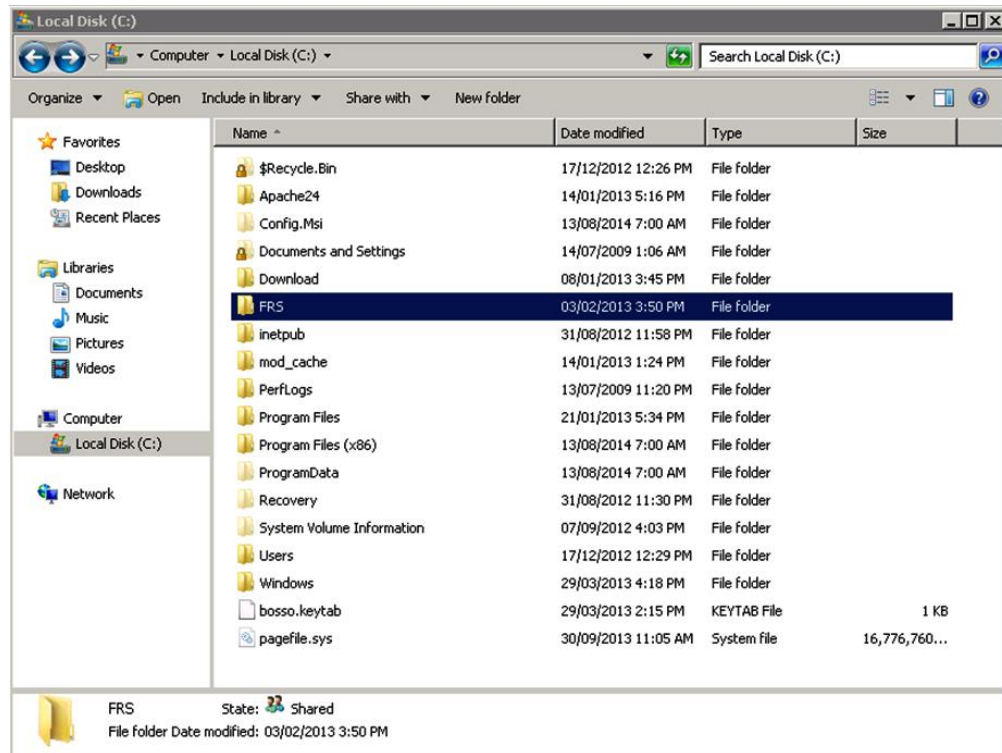 Local Disk (C:)
Computer Local Disk (C:) Search Local Disk (C:)
Organize Open Include in library Share with New folder
Name Date modified Type Size
Favorites
Desktop
Downloads
Recent Places
Libraries
Documents
Music
Pictures
Videos
Computer
Local Disk (C:)
Network
$Recycle.Bin 17/12/2012 12:26 PM File folder
Apache24 14/01/2013 5:16 PM File folder
Config.Msi 13/08/2014 7:00 AM File folder
Documents and Settings 14/07/2009 1:06 AM File folder
Download 08/01/2013 3:45 PM File folder
FRS 03/02/2013 3:50 PM File folder
inetpub 31/08/2012 11:58 PM File folder
mod_cache 14/01/2013 1:24 PM File folder
PerfLogs 13/07/2009 11:20 PM File folder
Program Files 21/01/2013 5:34 PM File folder
Program Files (x86) 13/08/2014 7:00 AM File folder
ProgramData 13/08/2014 7:00 AM File folder
Recovery 31/08/2012 11:30 PM File folder
System Volume Information 07/09/2012 4:03 PM File folder
Users 17/12/2012 12:29 PM File folder
Windows 29/03/2013 4:18 PM File folder
bosso.keytab 29/03/2013 2:15 PM KEYTAB File 1 KB
pagefile.sys 30/09/2013 11:05 AM System file 16,776,760...
FRS State: Shared
File folder Date modified: 03/02/2013 3:50 PM